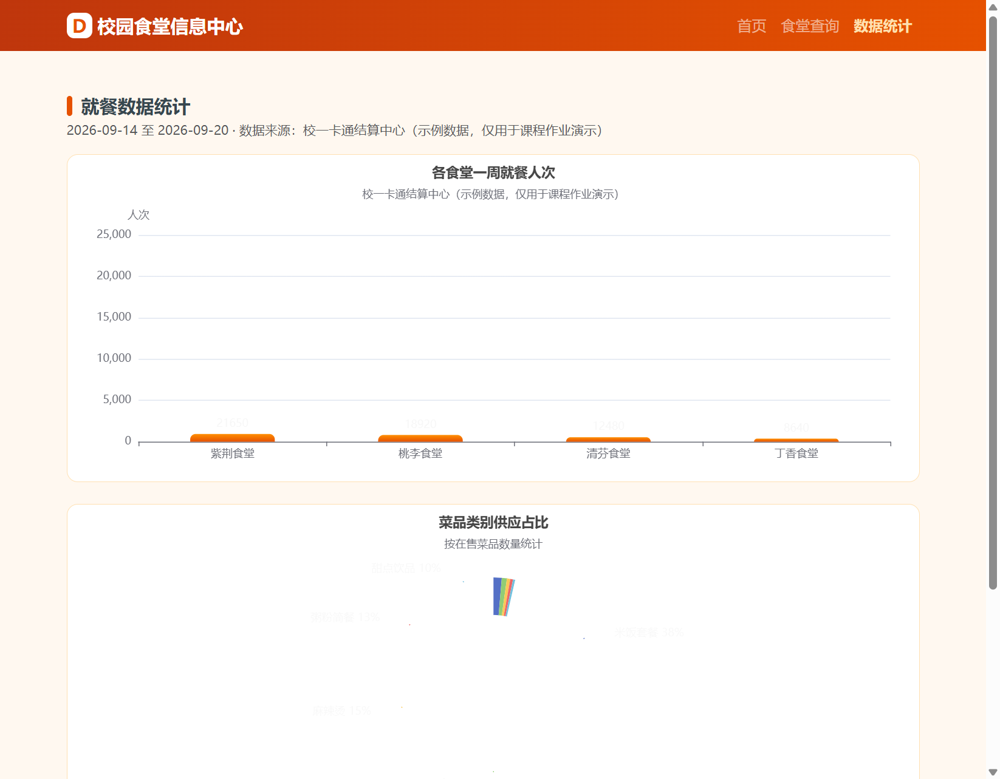 D 校园食堂信息中心
首页 食堂查询 数据统计
就餐数据统计
2026-09-14 至 2026-09-20 · 数据来源：校一卡通结算中心（示例数据，仅用于课程作业演示）
各食堂一周就餐人次
校一卡通结算中心（示例数据，仅用于课程作业演示）
人次
25,000
20,000
15,000
10,000
5,000
0
21650
18920
12480
8640
紫荆食堂
桃李食堂
清芬食堂
丁香食堂
菜品类别供应占比
按在售菜品数量统计
甜点饮品 10%
粥粉简餐 13%
米饭套餐 38%
麻辣烫 15%